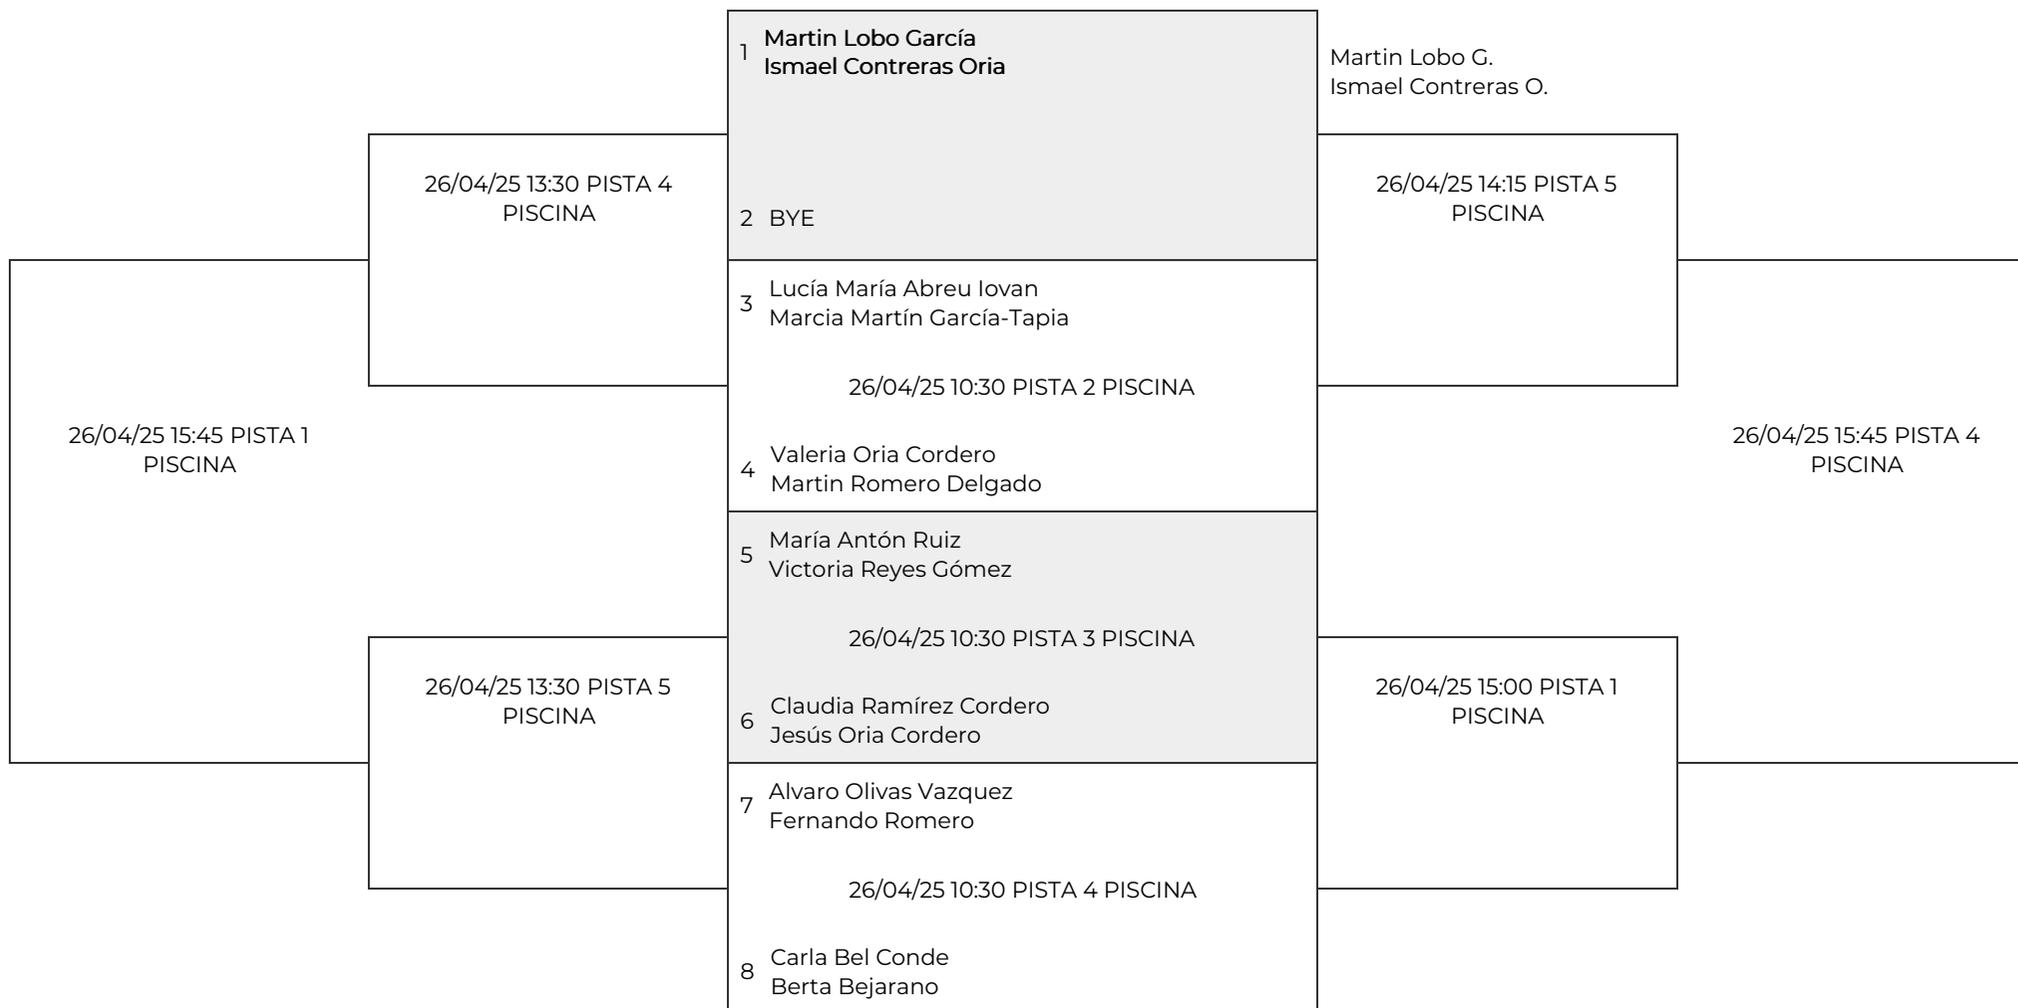 1 Martin Lobo García
Ismael Contreras Oria
Martin Lobo G.
Ismael Contreras O.
26/04/25 13:30 PISTA 4
PISCINA
26/04/25 14:15 PISTA 5
PISCINA
2 BYE
3 Lucía María Abreu Iovan
Marcia Martín García-Tapia
26/04/25 10:30 PISTA 2 PISCINA
26/04/25 15:45 PISTA 1
PISCINA
26/04/25 15:45 PISTA 4
PISCINA
4 Valeria Oria Cordero
Martin Romero Delgado
5 María Antón Ruiz
Victoria Reyes Gómez
26/04/25 10:30 PISTA 3 PISCINA
26/04/25 13:30 PISTA 5
PISCINA
26/04/25 15:00 PISTA 1
PISCINA
6 Claudia Ramírez Cordero
Jesús Oria Cordero
7 Alvaro Olivas Vazquez
Fernando Romero
26/04/25 10:30 PISTA 4 PISCINA
8 Carla Bel Conde
Berta Bejarano